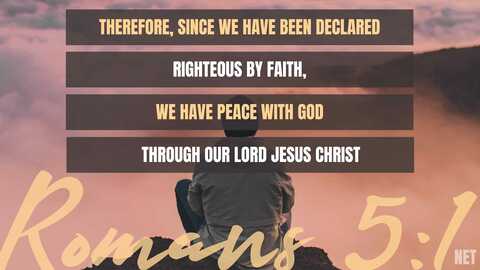 THEREFORE, SINCE WE HAVE BEEN DECLARED
RIGHTEOUS BY FAITH,
WE HAVE PEACE WITH GOD
THROUGH OUR LORD JESUS CHRIST
Romans 5:1
NET